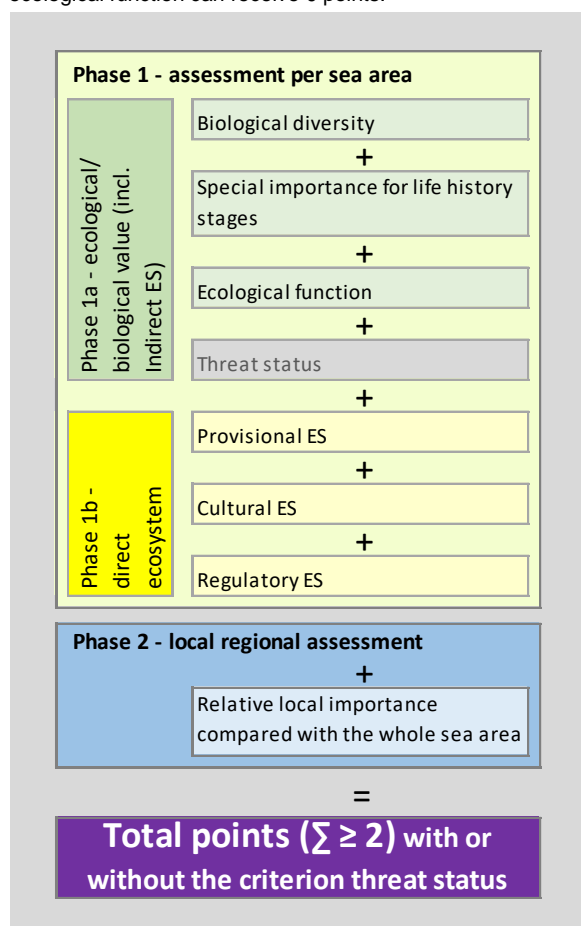 Phase 1 - assessment per sea area
Phase 1a - ecological/
biological value (incl.
Indirect ES)
Biological diversity
+
Special importance for life history
stages
+
Ecological function
+
Threat status
+
Phase 1b -
direct
ecosystem
Provisional ES
+
Cultural ES
+
Regulatory ES
Phase 2 - local regional assessment
+
Relative local importance
compared with the whole sea area
=
Total points (∑ ≥ 2) with or
without the criterion threat status